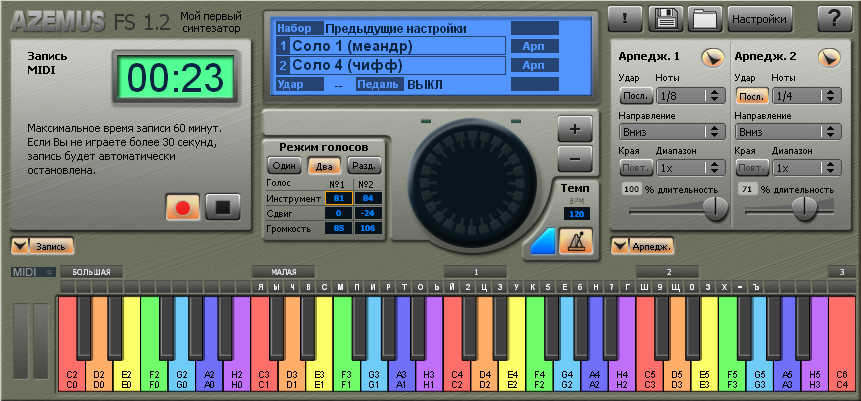 AZEMUS FS 1.2
Мой первый
синтезатор
Запись
MIDI
00:23
Максимальное время записи 60 минут.
Если Вы не играете более 30 секунд,
запись будет автоматически
остановлена.
Запись
Набор Предыдущие настройки
1 Соло 1 (меандр) Арп
2 Соло 4 (чифф) Арп
Удар -- Педаль ВЫКЛ
Режим голосов
Один Два Разд.
Голос №1 №2
Инструмент 81 84
Сдвиг 0 -24
Громкость 85 106
+
−
Темп
BPM
120
! Настройки ?
Арпедж. 1 Арпедж. 2
Удар Ноты Удар Ноты
Посл. 1/8 Посл. 1/4
Направление Направление
Вниз Вниз
Края Диапазон Края Диапазон
Повт. 1x Повт. 1x
100 % длительность 71 % длительность
Арпедж.
MIDI БОЛЬШАЯ МАЛАЯ 1 2 3
Я Ы Ч В С М П И Р Т О Ь Й 2 Ц 3 У К 5 Е 6 Н 7 Г Ш 9 Щ 0 З Х - Ъ
C2 D2 E2 F2 G2 A2 H2 C3 D3 E3 F3 G3 A3 H3 C4 D4 E4 F4 G4 A4 H4 C5 D5 E5 F5 G5 A5 H5 C6
C0 D0 E0 F0 G0 A0 H0 C1 D1 E1 F1 G1 A1 H1 C2 D2 E2 F2 G2 A2 H2 C3 D3 E3 F3 G3 A3 H3 C4